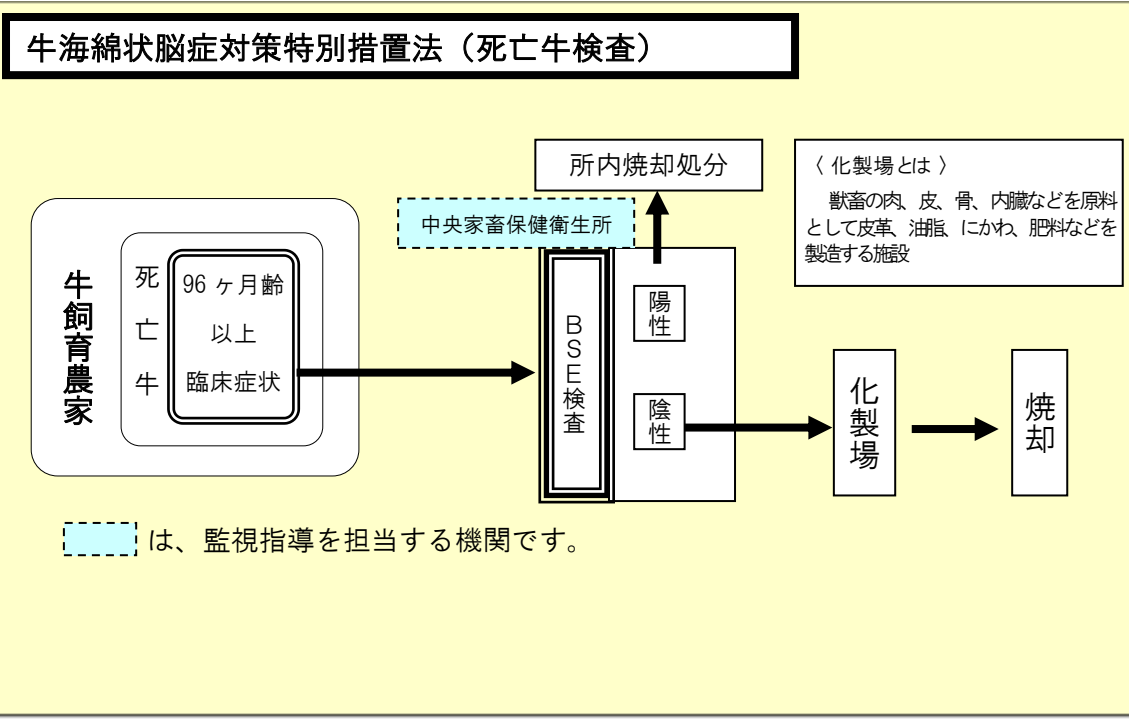 牛海綿状脳症対策特別措置法（死亡牛検査）
所内焼却処分
〈 化製場とは 〉
獣畜の肉、皮、骨、内臓などを原料
として皮革、油脂、にかわ、肥料などを
製造する施設
中央家畜保健衛生所
牛飼育農家
死亡牛
96 ヶ月齢
以上
臨床症状
BSE検査
陽性
陰性
化製場
焼却
は、監視指導を担当する機関です。